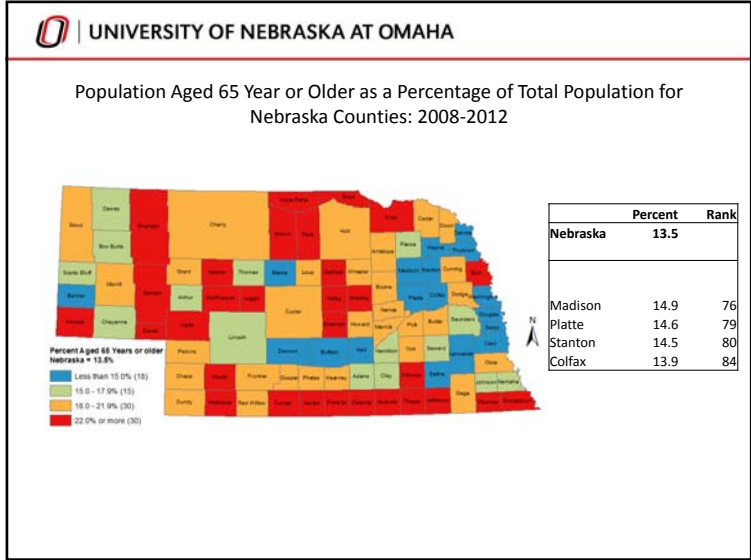 UNIVERSITY OF NEBRASKA AT OMAHA
Population Aged 65 Year or Older as a Percentage of Total Population for
Nebraska Counties: 2008-2012
Sioux
Dawes
Box Butte
Sheridan
Cherry
Keya Paha
Boyd
Brown
Rock
Holt
Knox
Cedar
Dixon
Dakota
Antelope
Pierce
Wayne
Thurston
Scotts Bluff
Banner
Kimball
Morrill
Cheyenne
Garden
Deuel
Grant
Hooker
Thomas
Blaine
Loup
Garfield
Wheeler
Arthur
McPherson
Logan
Custer
Valley
Greeley
Boone
Madison
Stanton
Cuming
Burt
Platte
Colfax
Dodge
Washington
Keith
Lincoln
Sherman
Howard
Nance
Merrick
Polk
Butler
Saunders
Douglas
Sarpy
Perkins
Dawson
Buffalo
Hall
Hamilton
York
Seward
Lancaster
Cass
Otoe
Chase
Hayes
Frontier
Gosper
Phelps
Kearney
Adams
Clay
Fillmore
Saline
Dundy
Hitchcock
Red Willow
Furnas
Harlan
Franklin
Webster
Nuckolls
Thayer
Jefferson
Gage
Johnson
Nemaha
Pawnee
Richardson
N
Percent Aged 65 Years or older
Nebraska = 13.5%
Less than 15.0% (18)
15.0 - 17.9% (15)
18.0 - 21.9% (30)
22.0% or more (30)
Percent Rank
Nebraska 13.5
Madison 14.9 76
Platte 14.6 79
Stanton 14.5 80
Colfax 13.9 84